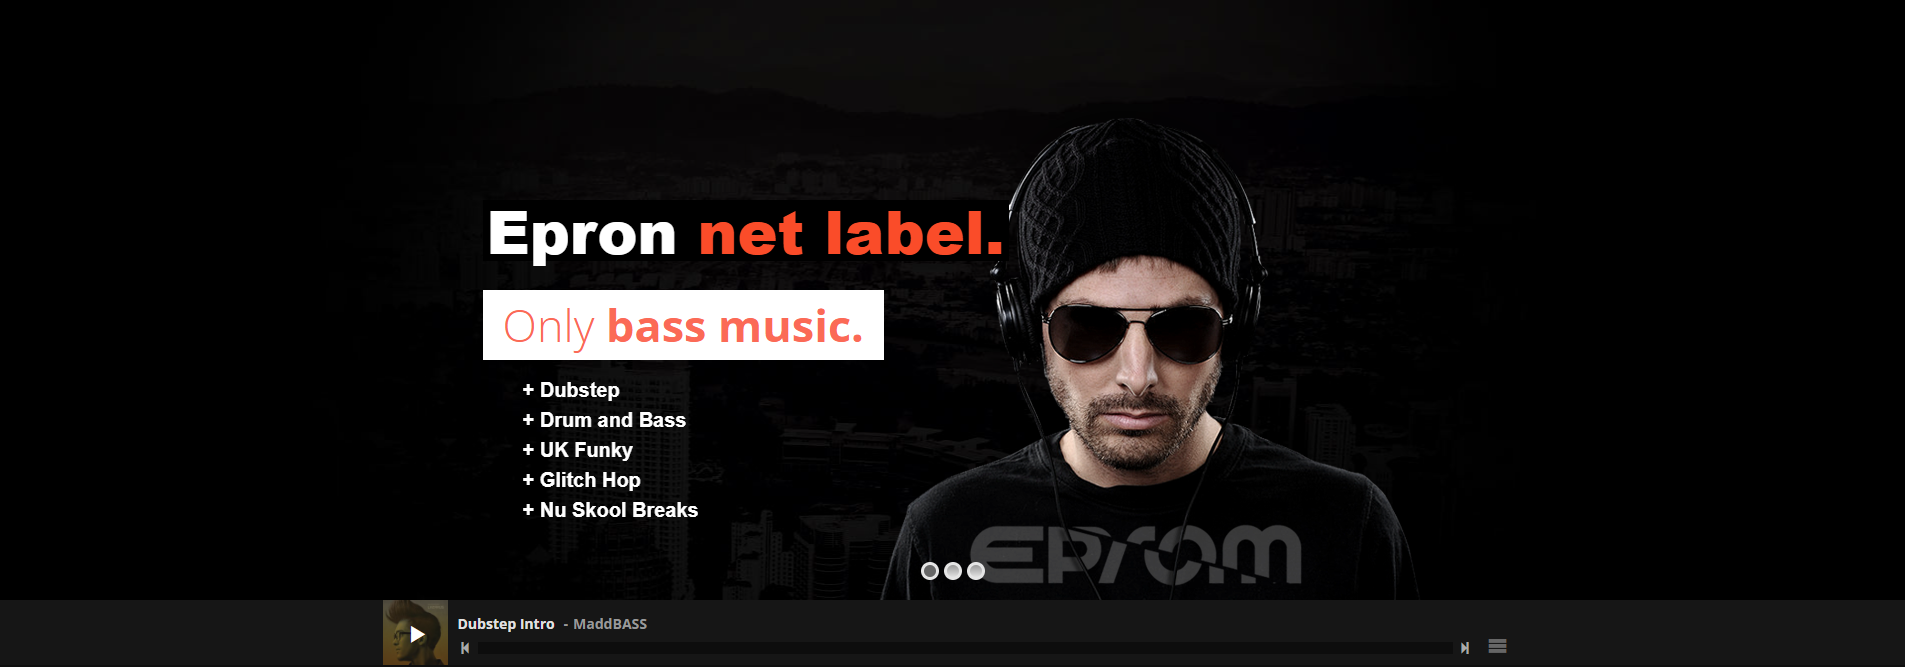 Epron net label.
Only bass music.
+ Dubstep
+ Drum and Bass
+ UK Funky
+ Glitch Hop
+ Nu Skool Breaks
EPROM
Dubstep Intro - MaddBASS